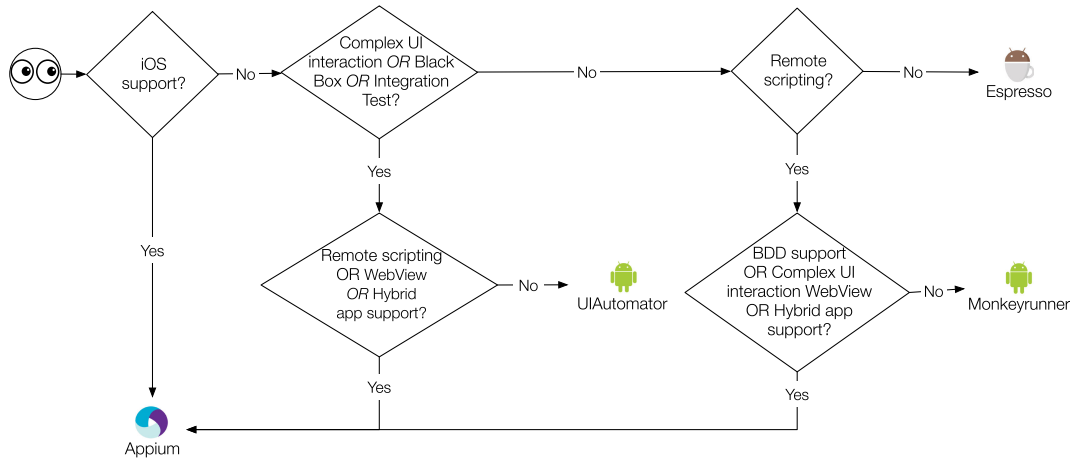 iOS
support?
No
Complex UI
interaction OR Black
Box OR Integration
Test?
No
Remote
scripting?
No
Espresso
Yes
Yes
Yes
Remote scripting
OR WebView
OR Hybrid
app support?
No
UIAutomator
BDD support
OR Complex UI
interaction WebView
OR Hybrid app
support?
No
Monkeyrunner
Yes
Yes
Appium